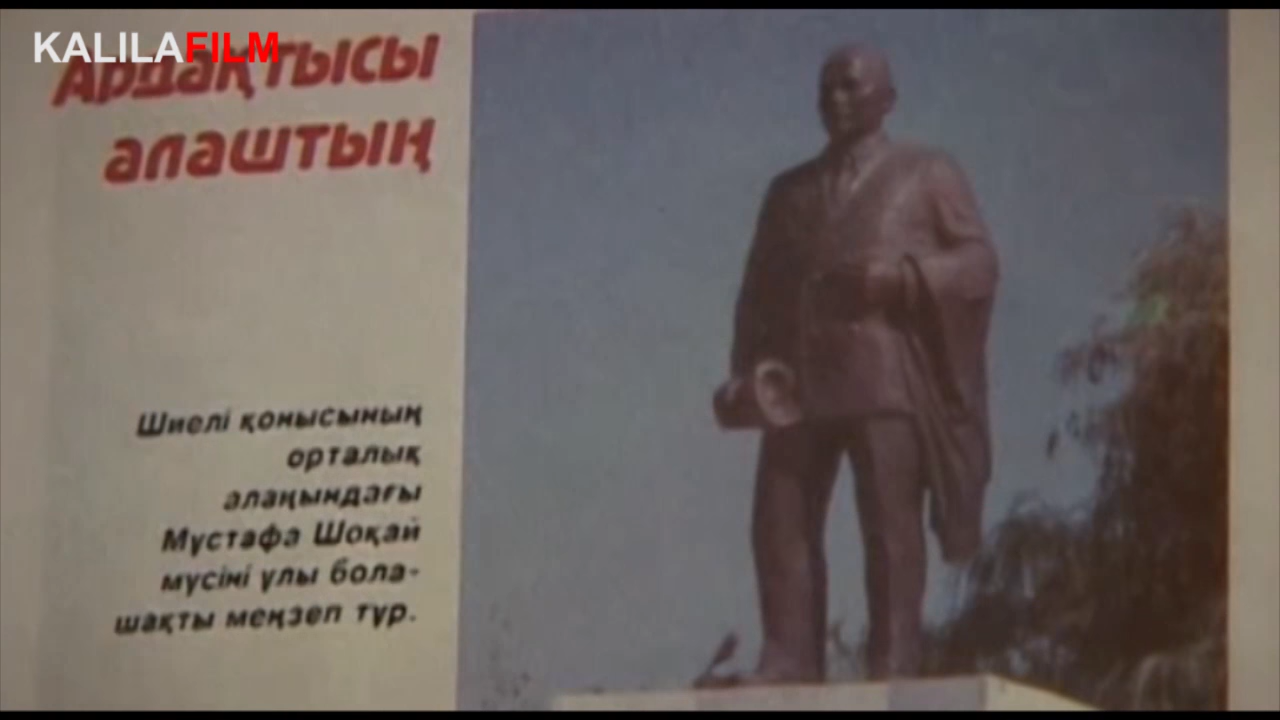 KALILAFILM
Ардақтысы
алаштың
Шиелі қонысының
орталық
алаңындағы
Мұстафа Шоқай
мүсіні ұлы бола-
шақты меңзеп тұр.